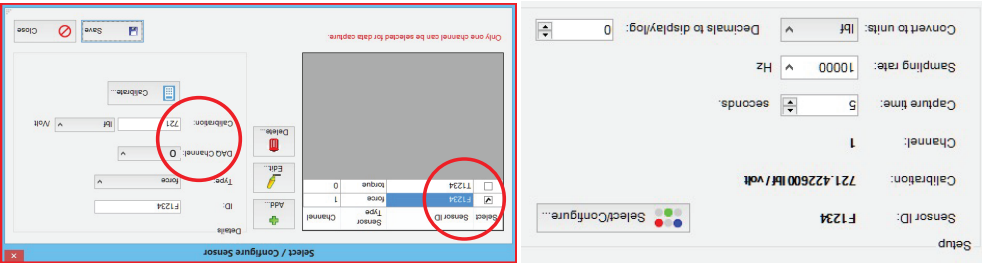 Setup
Sensor ID: F1234 Select/Configure...
Calibration: 721.422600 lbf / volt
Channel: 1
Capture time: 5 seconds.
Sampling rate: 10000 Hz
Convert to units: lbf Decimals to display/log: 0
Select / Configure Sensor x
Select Sensor ID Sensor Type Channel
F1234 force 1
T1234 torque 0
Only one channel can be selected for data capture.
Add...
Edit...
Delete...
Details
ID: F1234
Type: force
DAQ Channel: 0
Calibration: 721 lbf Volt
Calibrate...
Save Close